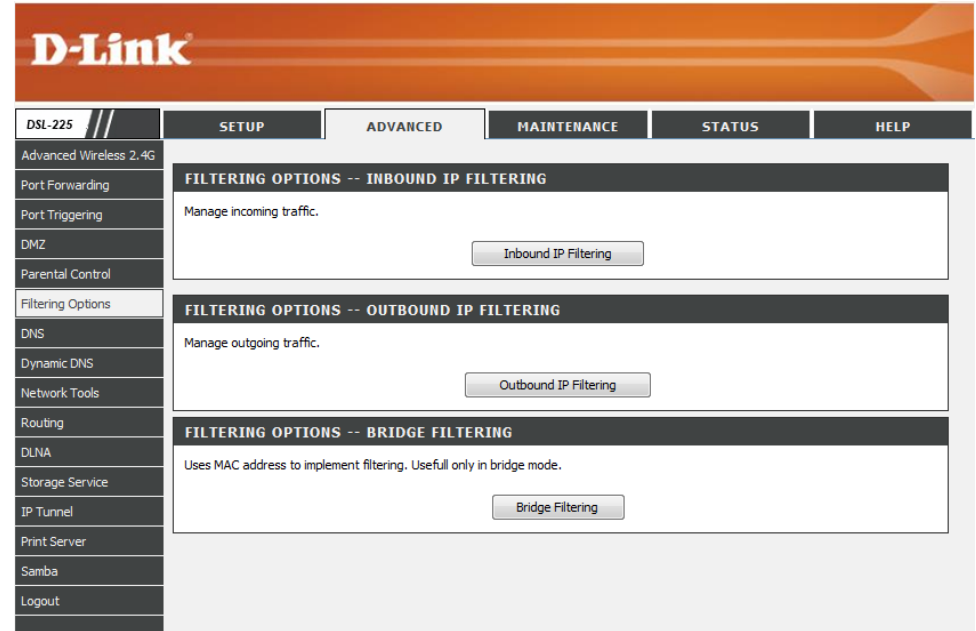 D-Link
DSL-225
SETUP
ADVANCED
MAINTENANCE
STATUS
HELP
Advanced Wireless 2.4G
Port Forwarding
Port Triggering
DMZ
Parental Control
Filtering Options
DNS
Dynamic DNS
Network Tools
Routing
DLNA
Storage Service
IP Tunnel
Print Server
Samba
Logout
FILTERING OPTIONS -- INBOUND IP FILTERING
Manage incoming traffic.
Inbound IP Filtering
FILTERING OPTIONS -- OUTBOUND IP FILTERING
Manage outgoing traffic.
Outbound IP Filtering
FILTERING OPTIONS -- BRIDGE FILTERING
Uses MAC address to implement filtering. Usefull only in bridge mode.
Bridge Filtering